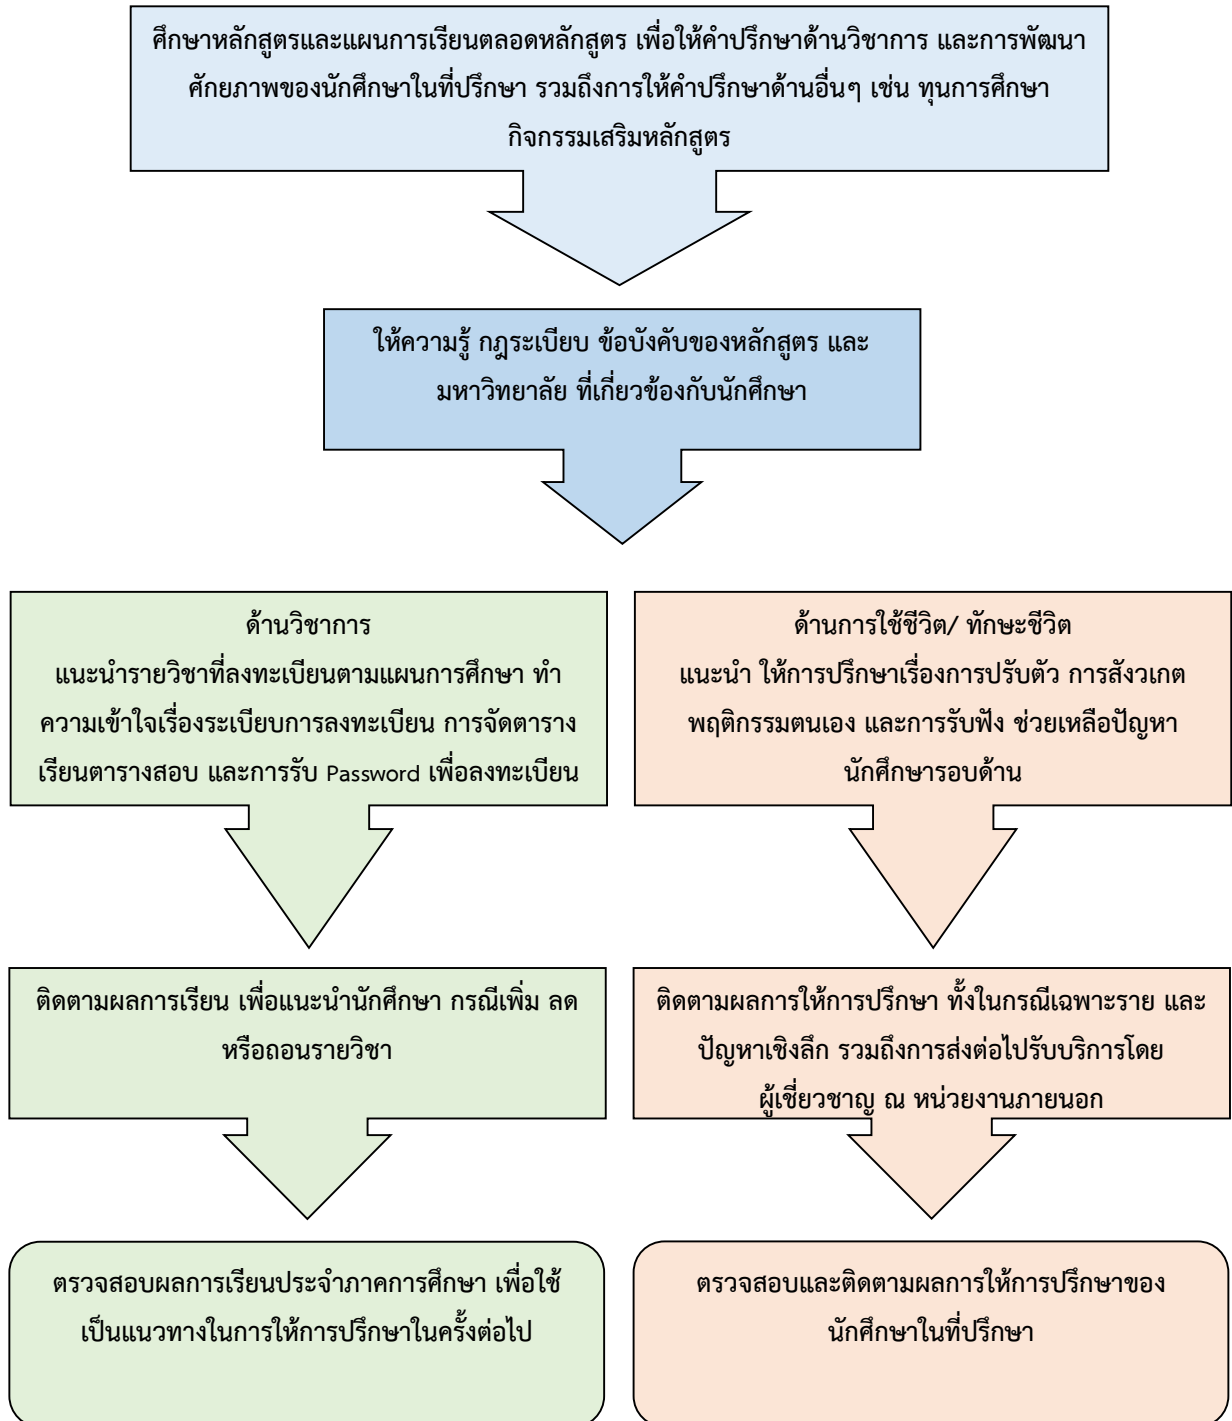 ศึกษาหลักสูตรและแผนการเรียนตลอดหลักสูตร เพื่อให้คำปรึกษาด้านวิชาการ และการพัฒนา
ศักยภาพของนักศึกษาในที่ปรึกษา รวมถึงการให้คำปรึกษาด้านอื่นๆ เช่น ทุนการศึกษา
กิจกรรมเสริมหลักสูตร
ให้ความรู้ กฎระเบียบ ข้อบังคับของหลักสูตร และ
มหาวิทยาลัย ที่เกี่ยวข้องกับนักศึกษา
ด้านวิชาการ
แนะนำรายวิชาที่ลงทะเบียนตามแผนการศึกษา ทำ
ความเข้าใจเรื่องระเบียบการลงทะเบียน การจัดตาราง
เรียนตารางสอบ และการรับ Password เพื่อลงทะเบียน
ด้านการใช้ชีวิต/ ทักษะชีวิต
แนะนำ ให้การปรึกษาเรื่องการปรับตัว การสังวเกต
พฤติกรรมตนเอง และการรับฟัง ช่วยเหลือปัญหา
นักศึกษารอบด้าน
ติดตามผลการเรียน เพื่อแนะนำนักศึกษา กรณีเพิ่ม ลด
หรือถอนรายวิชา
ติดตามผลการให้การปรึกษา ทั้งในกรณีเฉพาะราย และ
ปัญหาเชิงลึก รวมถึงการส่งต่อไปรับบริการโดย
ผู้เชี่ยวชาญ ณ หน่วยงานภายนอก
ตรวจสอบผลการเรียนประจำภาคการศึกษา เพื่อใช้
เป็นแนวทางในการให้การปรึกษาในครั้งต่อไป
ตรวจสอบและติดตามผลการให้การปรึกษาของ
นักศึกษาในที่ปรึกษา